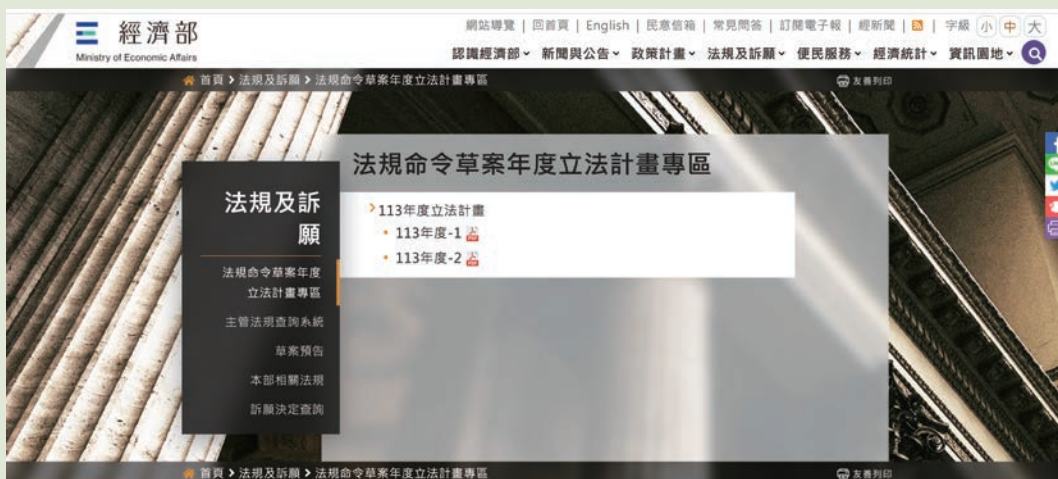 經濟部
Ministry of Economic Affairs
網站導覽 | 回首頁 | English | 民意信箱 | 常見問答 | 訂閱電子報 | 經新聞 | | 字級 小 中 大
認識經濟部 新聞與公告 政策計畫 法規及訴願 便民服務 經濟統計 資訊園地
首頁 > 法規及訴願 > 法規命令草案年度立法計畫專區
友善列印
法規命令草案年度立法計畫專區
法規及訴
願
法規命令草案年度
立法計畫專區
主管法規查詢系統
草案預告
本部相關法規
訴願決定查詢
113年度立法計畫
113年度-1
113年度-2
首頁 > 法規及訴願 > 法規命令草案年度立法計畫專區
友善列印